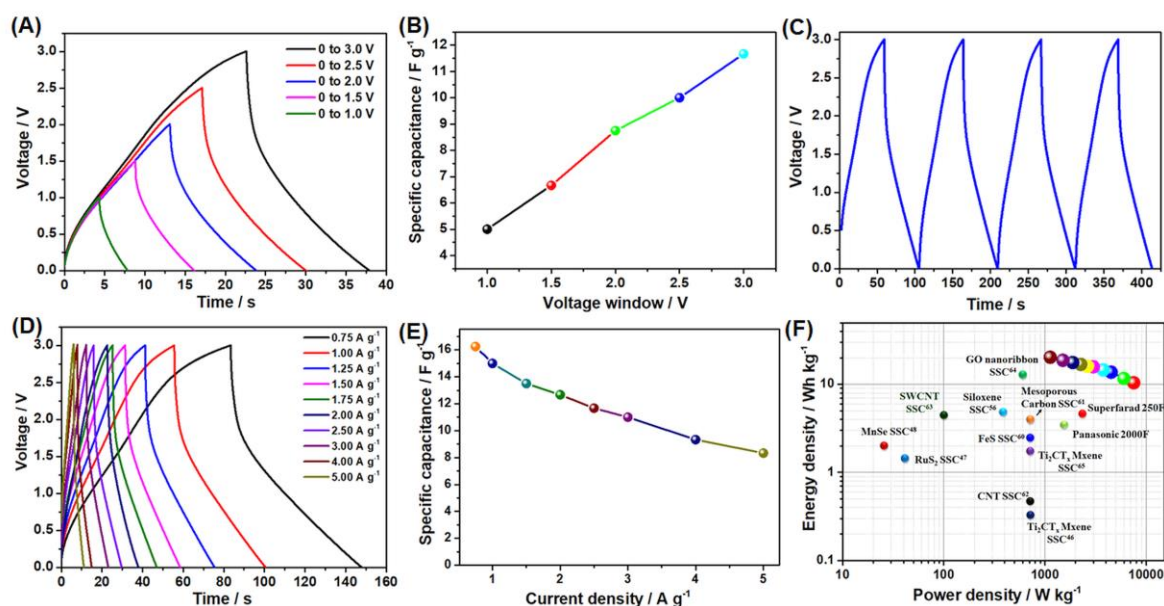 (A)
3.0
2.5
2.0
1.5
1.0
0.5
0.0
Voltage / V
0 to 3.0 V
0 to 2.5 V
0 to 2.0 V
0 to 1.5 V
0 to 1.0 V
0 5 10 15 20 25 30 35 40
Time / s
(B)
12
11
10
9
8
7
6
5
4
Specific capacitance / F g⁻¹
1.0 1.5 2.0 2.5 3.0
Voltage window / V
(C)
3.0
2.5
2.0
1.5
1.0
0.5
0.0
Voltage / V
0 50 100 150 200 250 300 350 400
Time / s
(D)
3.0
2.5
2.0
1.5
1.0
0.5
0.0
Voltage / V
0.75 A g⁻¹
1.00 A g⁻¹
1.25 A g⁻¹
1.50 A g⁻¹
1.75 A g⁻¹
2.00 A g⁻¹
2.50 A g⁻¹
3.00 A g⁻¹
4.00 A g⁻¹
5.00 A g⁻¹
0 20 40 60 80 100 120 140
Time / s
(E)
16
14
12
10
8
6
4
2
0
Specific capacitance / F g⁻¹
1 2 3 4 5
Current density / A g⁻¹
(F)
10
1
0.1
Energy density / Wh kg⁻¹
GO nanoribbon
SSC⁶⁴
Mesoporous
Carbon SSC⁶¹
Siloxene
SSC⁵⁶
SWCNT
SSC⁶³
Superfarad 250F
Panasonic 2000F
MnSe SSC⁴⁸
FeS SSC⁶⁰
RuS₂ SSC⁴⁷
Ti₂CTₓ Mxene
SSC⁶⁵
CNT SSC⁶²
Ti₂CTₓ Mxene
SSC⁴⁶
10 100 1000 10000
Power density / W kg⁻¹